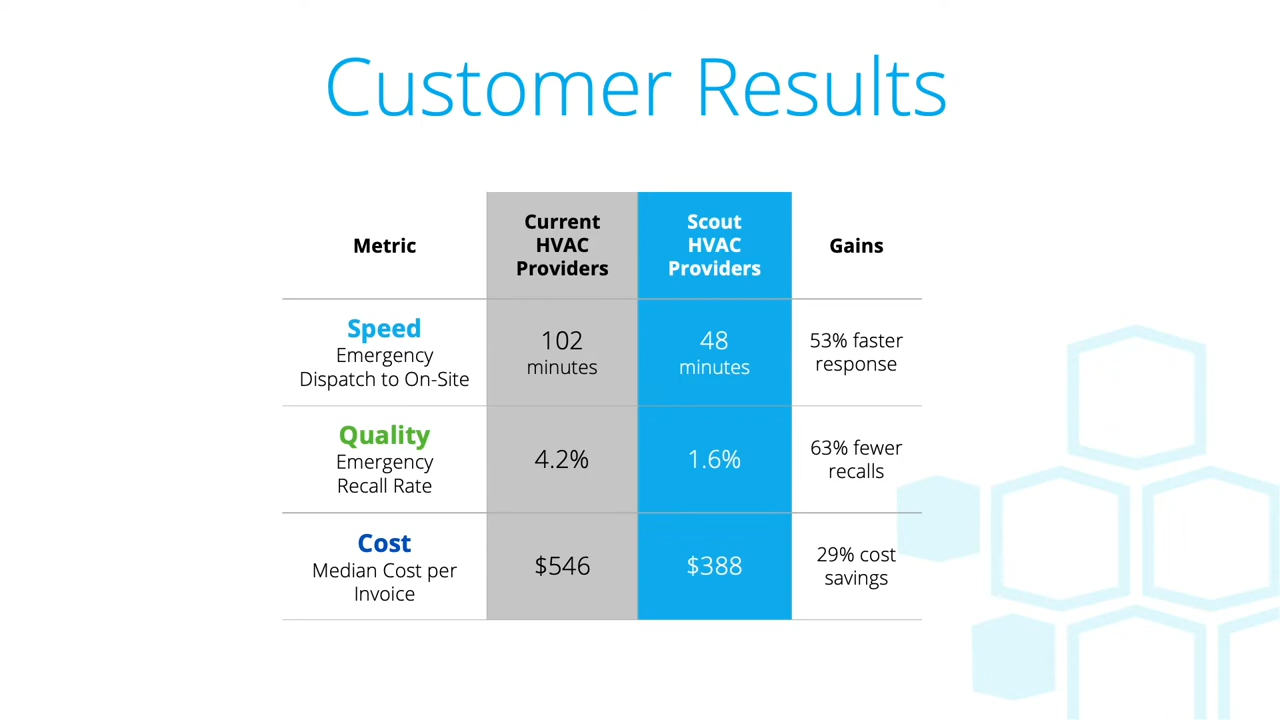 Customer Results
Metric
Current
HVAC
Providers
Scout
HVAC
Providers
Gains
Speed
Emergency
Dispatch to On-Site
102
minutes
48
minutes
53% faster
response
Quality
Emergency
Recall Rate
4.2%
1.6%
63% fewer
recalls
Cost
Median Cost per
Invoice
$546
$388
29% cost
savings